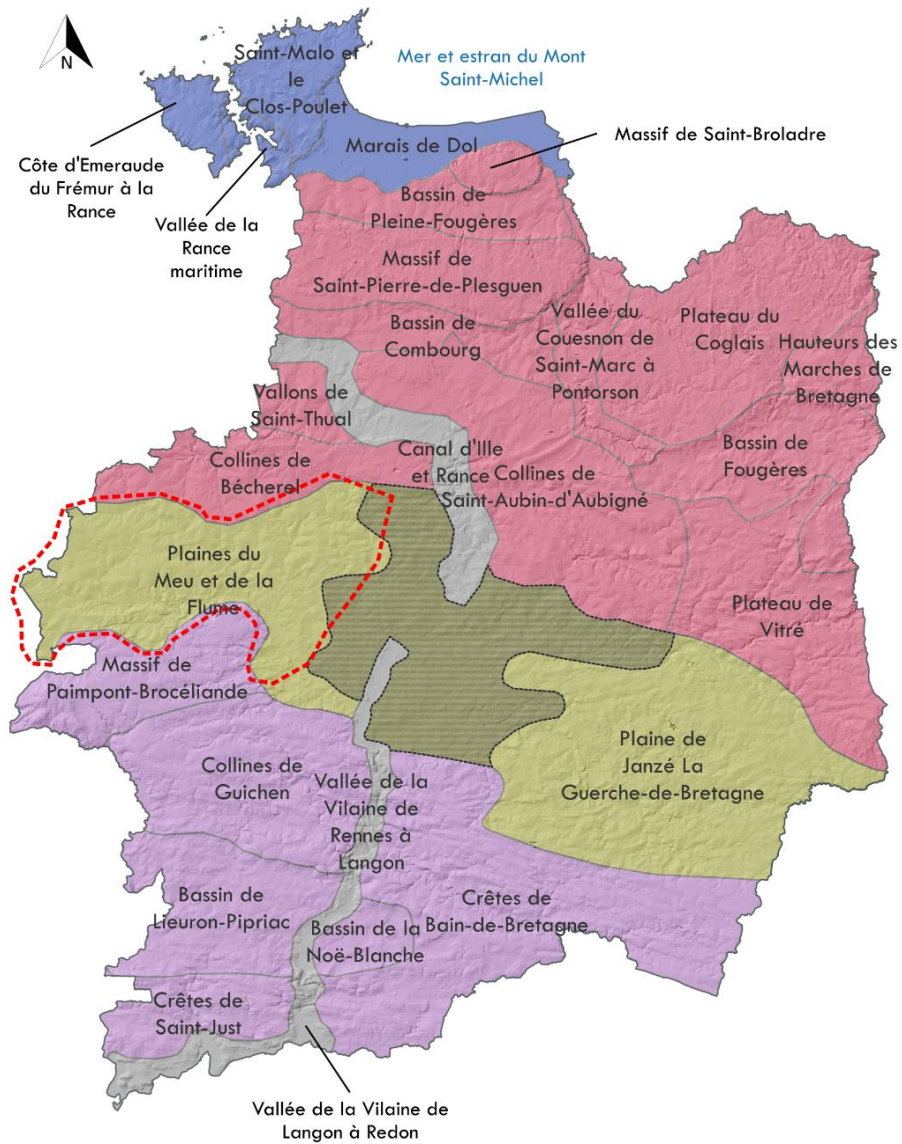 N
Saint-Malo et
le
Clos-Poulet
Mer et estran du Mont
Saint-Michel
Côte d'Emeraude
du Frémur à la
Rance
Vallée de la
Rance
maritime
Marais de Dol
Massif de Saint-Broladre
Bassin de
Pleine-Fougères
Massif de
Saint-Pierre-de-Plesguen
Bassin de
Combourg
Vallée du
Couesnon de
Saint-Marc à
Pontorson
Plateau du
Coglais
Hauteurs des
Marches de
Bretagne
Vallons de
Saint-Thual
Canal d'Ille
et Rance
Collines de
Bécherel
Collines de
Saint-Aubin-d'Aubigné
Bassin de
Fougères
Plaines du
Meu et de la
Flume
Plateau de
Vitré
Massif de
Paimpont-Brocéliande
Plaine de
Janzé La
Guerche-de-Bretagne
Collines de
Guichen
Vallée de la
Vilaine de
Rennes à
Langon
Bassin de
Lieuron-Pipriac
Bassin de la
Noë-Blanche
Crêtes de
Bain-de-Bretagne
Crêtes de
Saint-Just
Vallée de la Vilaine de
Langon à Redon